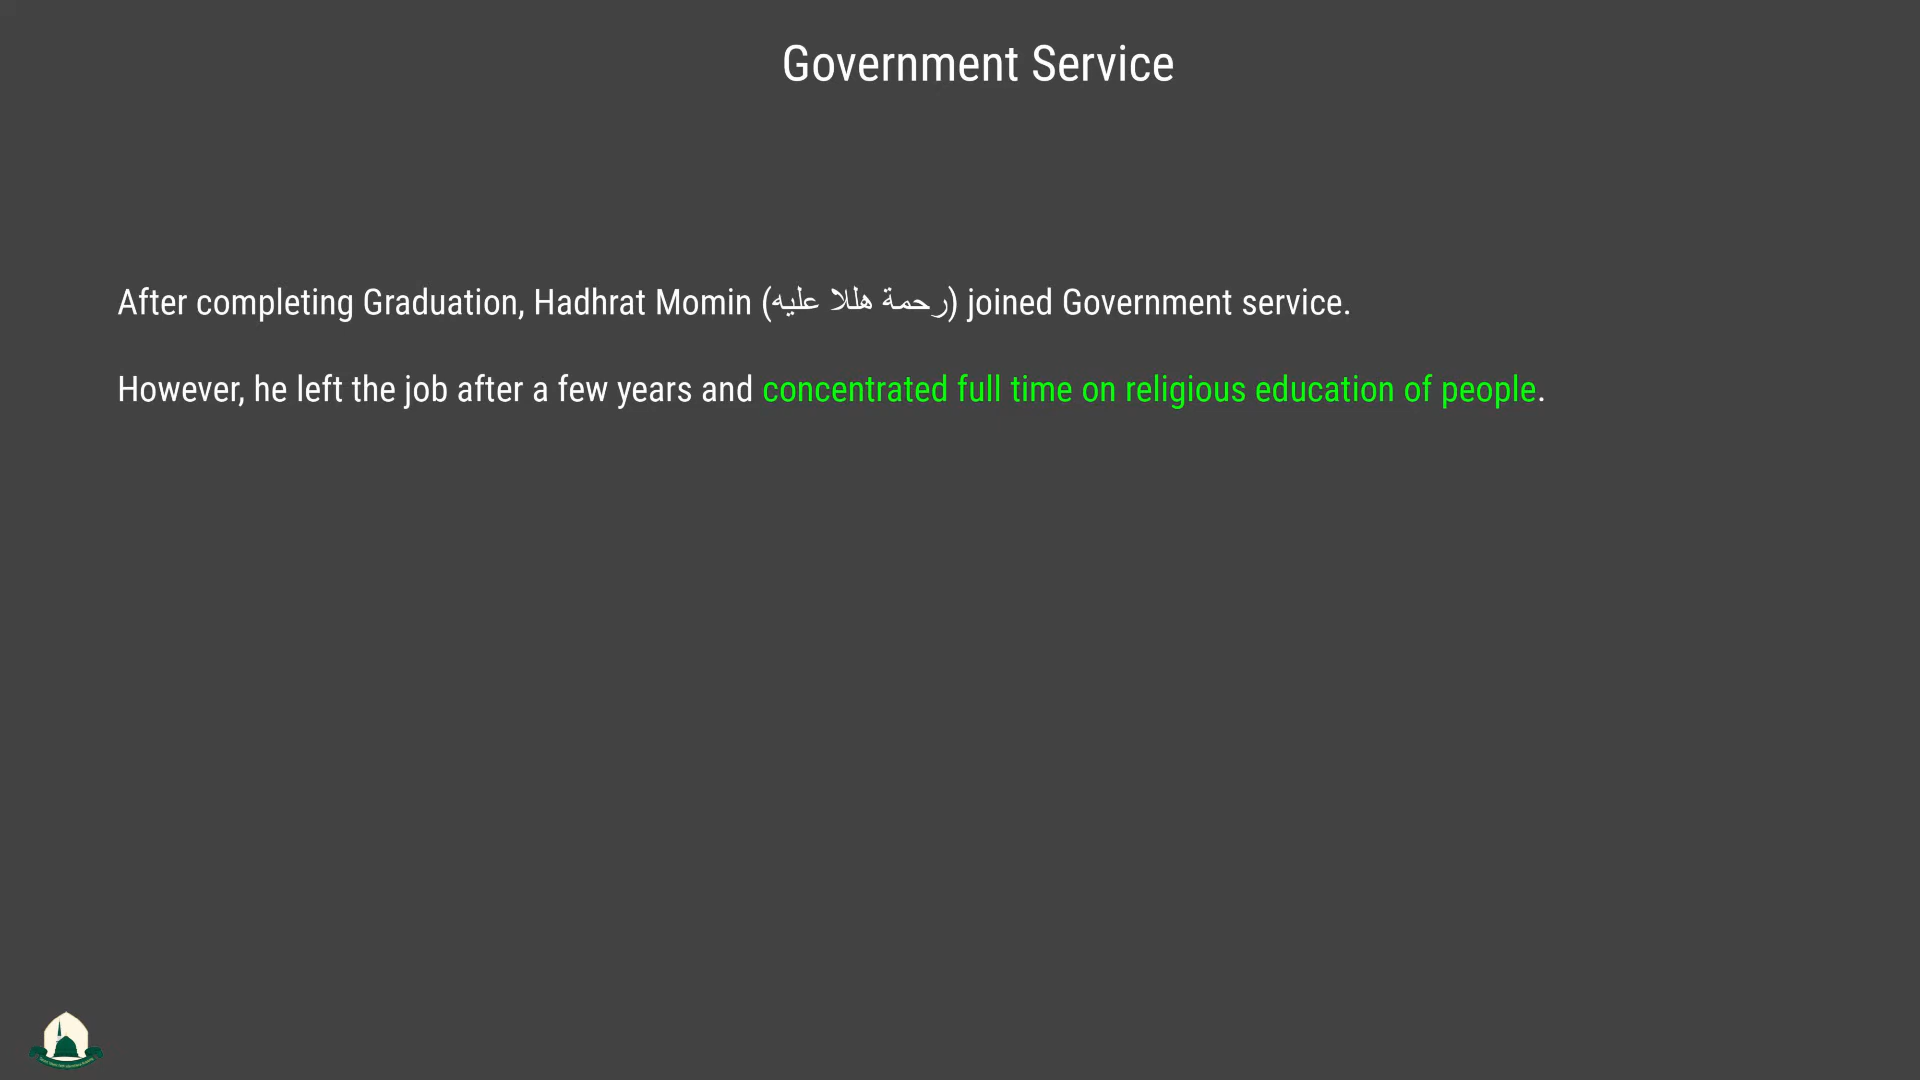 Government Service
After completing Graduation, Hadhrat Momin (رحمة هللا عليه) joined Government service.
However, he left the job after a few years and concentrated full time on religious education of people.